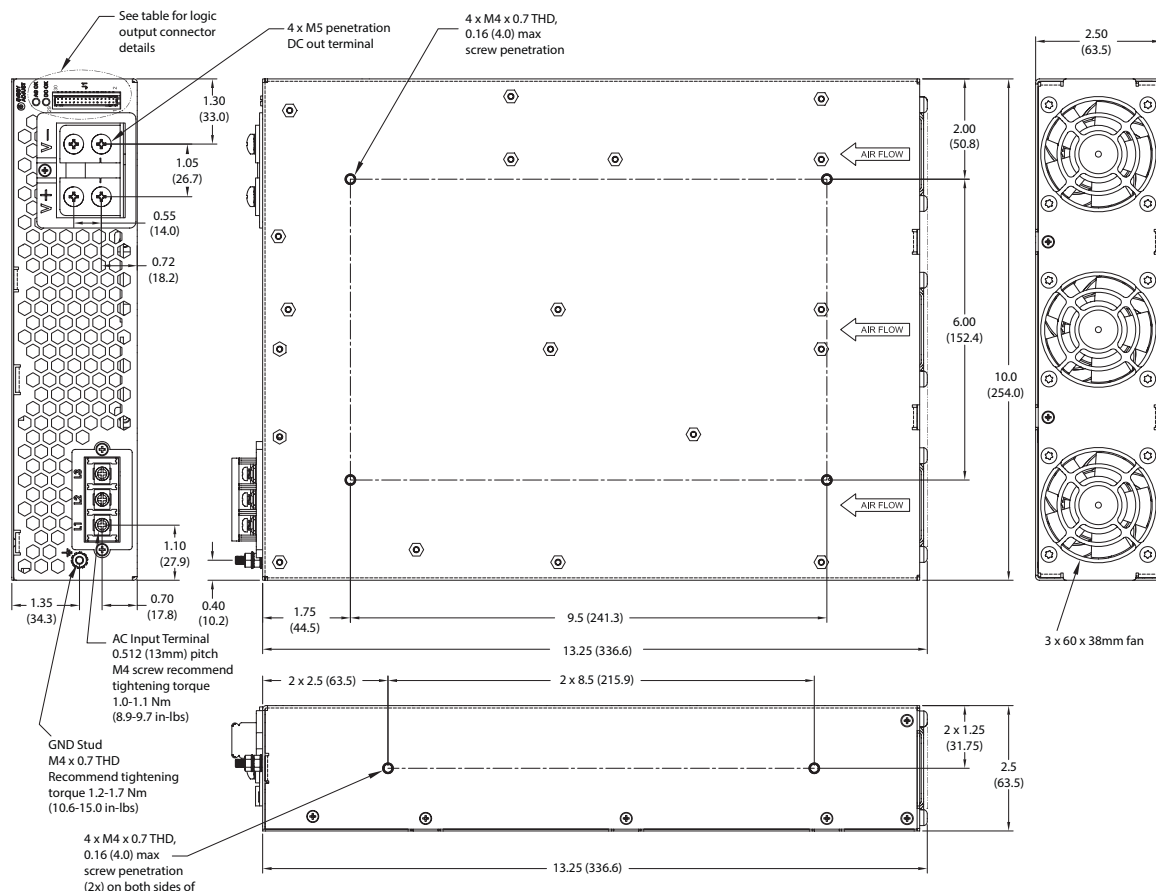 See table for logic
output connector
details
4 x M5 penetration
DC out terminal
4 x M4 x 0.7 THD,
0.16 (4.0) max
screw penetration
2.50
(63.5)
AC OK
DC OK
J1
V −
V +
1.30
(33.0)
1.05
(26.7)
0.55
(14.0)
0.72
(18.2)
AIR FLOW
AIR FLOW
AIR FLOW
2.00
(50.8)
6.00
(152.4)
10.0
(254.0)
L3
L2
L1
1.10
(27.9)
1.35
(34.3)
0.70
(17.8)
0.40
(10.2)
1.75
(44.5)
9.5 (241.3)
13.25 (336.6)
3 x 60 x 38mm fan
AC Input Terminal
0.512 (13mm) pitch
M4 screw recommend
tightening torque
1.0-1.1 Nm
(8.9-9.7 in-lbs)
GND Stud
M4 x 0.7 THD
Recommend tightening
torque 1.2-1.7 Nm
(10.6-15.0 in-lbs)
2 x 2.5 (63.5)
2 x 8.5 (215.9)
2 x 1.25
(31.75)
2.5
(63.5)
4 x M4 x 0.7 THD,
0.16 (4.0) max
screw penetration
(2x) on both sides of
13.25 (336.6)